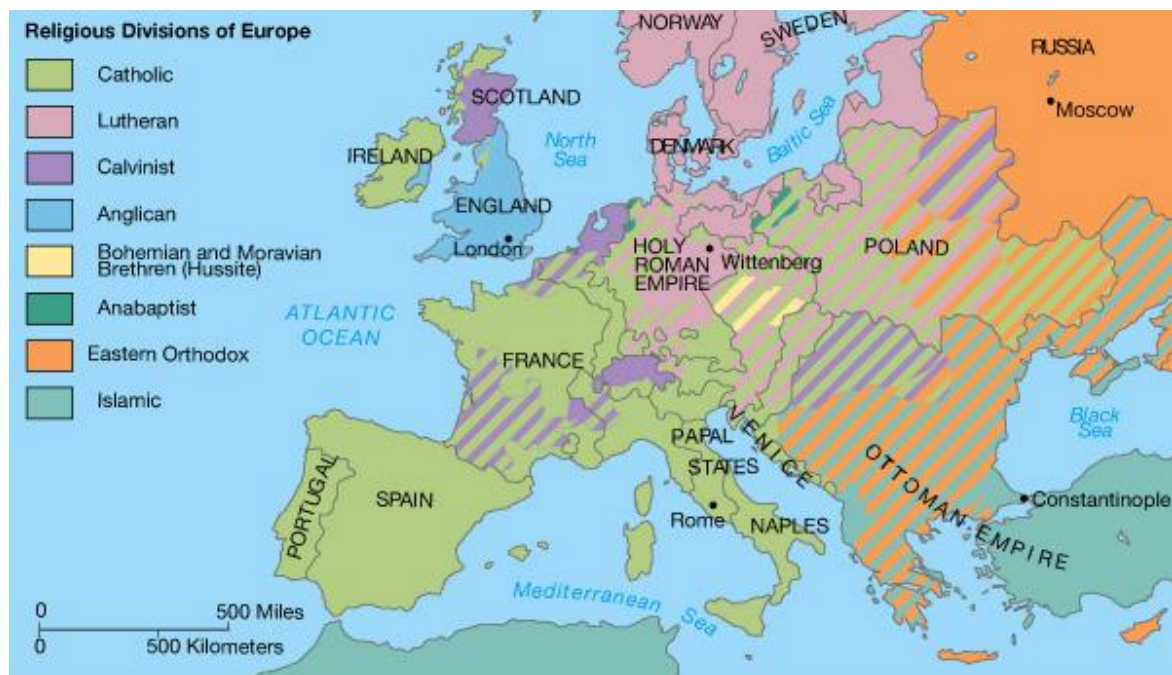 Religious Divisions of Europe
Catholic
Lutheran
Calvinist
Anglican
Bohemian and Moravian
Brethren (Hussite)
Anabaptist
Eastern Orthodox
Islamic
NORWAY
SWEDEN
RUSSIA
Moscow
SCOTLAND
North
Sea
Baltic Sea
DENMARK
IRELAND
ENGLAND
London
HOLY
ROMAN
EMPIRE
Wittenberg
POLAND
ATLANTIC
OCEAN
FRANCE
VENICE
PAPAL
STATES
Rome
NAPLES
OTTOMAN EMPIRE
Black
Sea
Constantinople
PORTUGAL
SPAIN
Mediterranean Sea
0 500 Miles
0 500 Kilometers